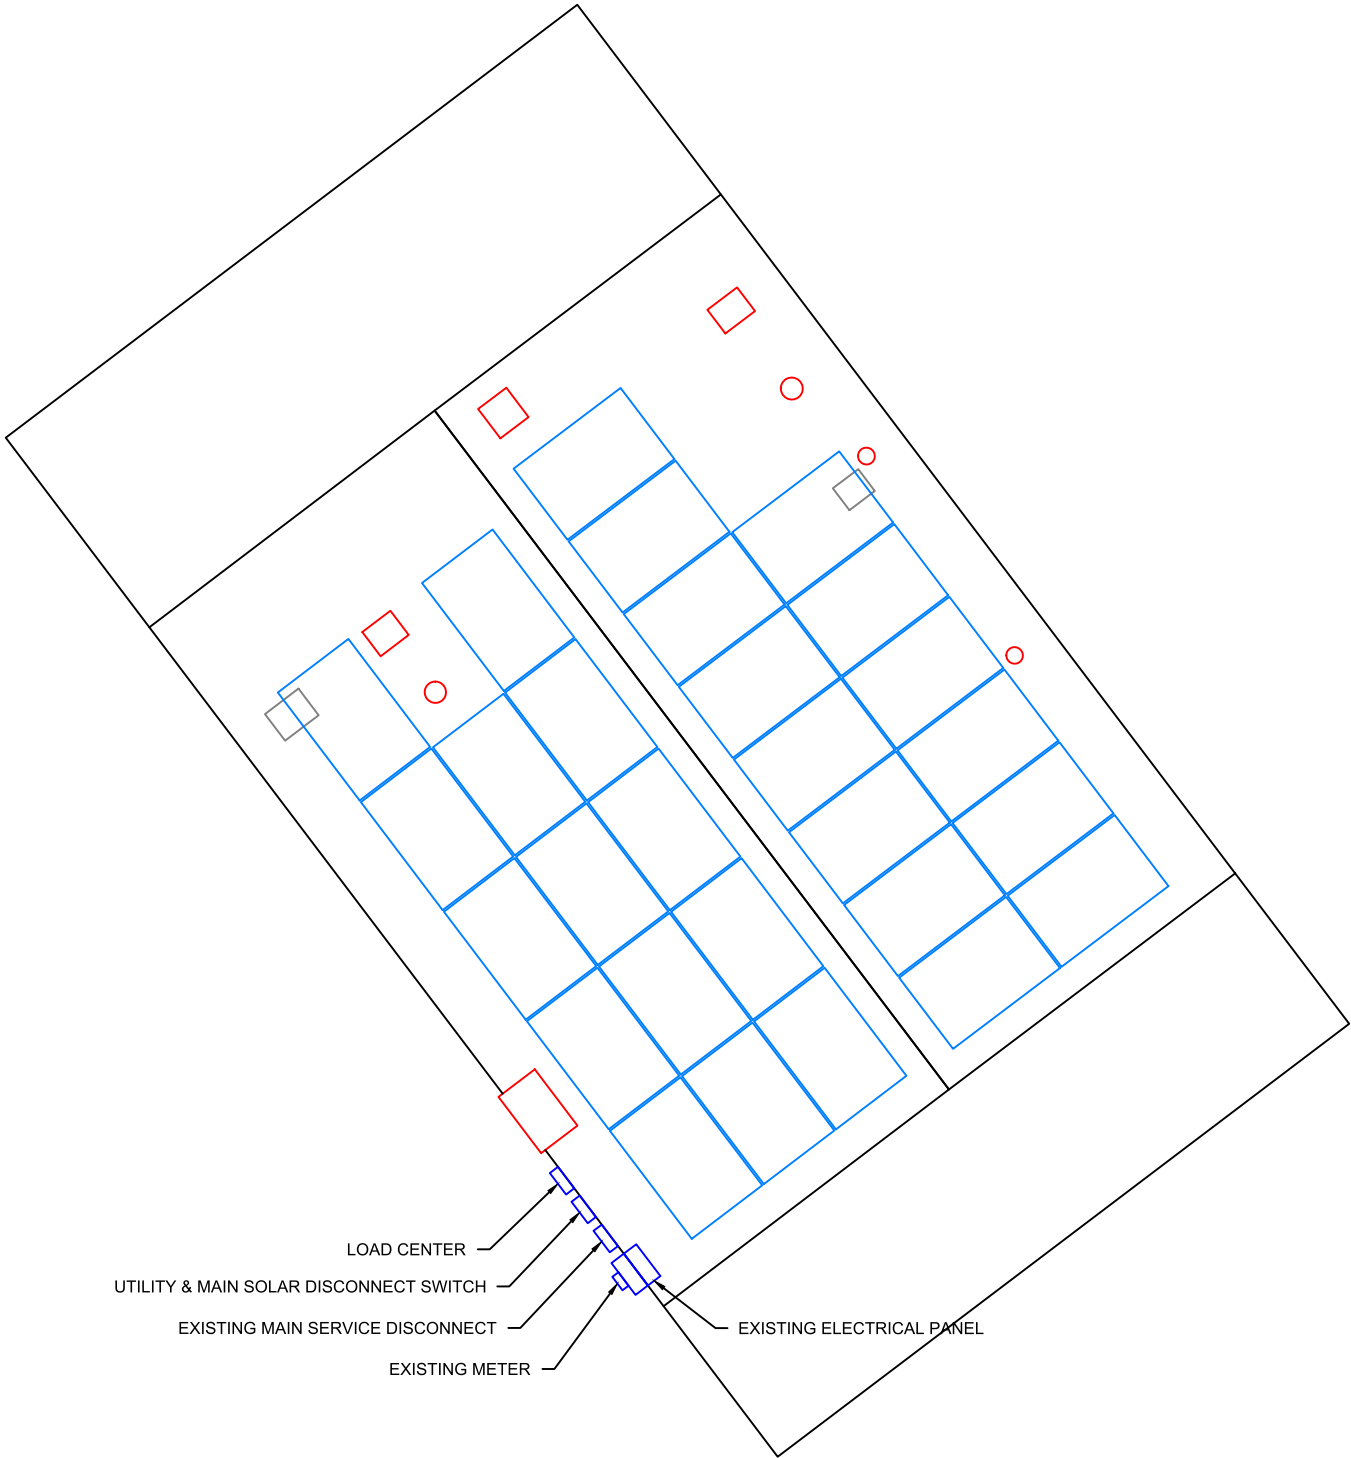 LOAD CENTER
UTILITY & MAIN SOLAR DISCONNECT SWITCH
EXISTING MAIN SERVICE DISCONNECT
EXISTING ELECTRICAL PANEL
EXISTING METER